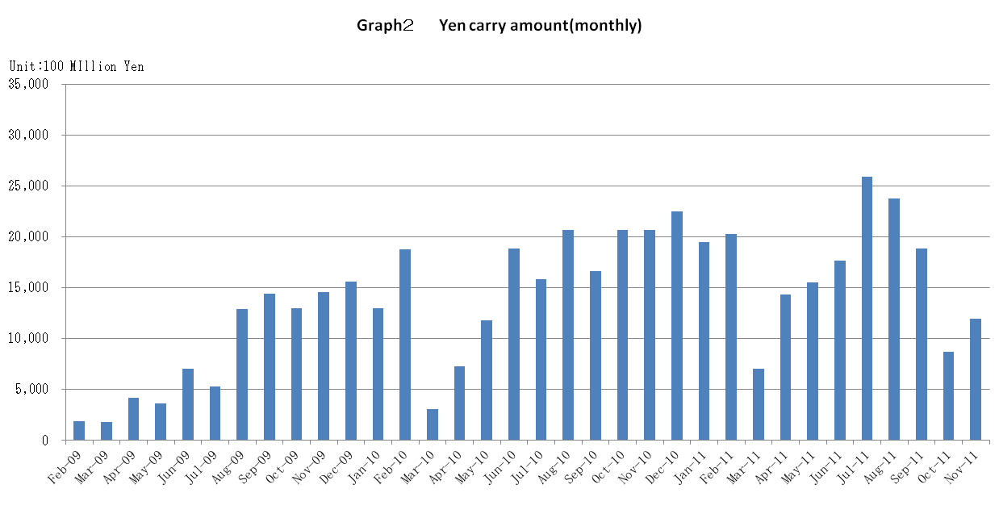 Graph２ Yen carry amount(monthly)
Unit:100 MIllion Yen
35,000
30,000
25,000
20,000
15,000
10,000
5,000
0
Feb-09 Mar-09 Apr-09 May-09 Jun-09 Jul-09 Aug-09 Sep-09 Oct-09 Nov-09 Dec-09 Jan-10 Feb-10 Mar-10 Apr-10 May-10 Jun-10 Jul-10 Aug-10 Sep-10 Oct-10 Nov-10 Dec-10 Jan-11 Feb-11 Mar-11 Apr-11 May-11 Jun-11 Jul-11 Aug-11 Sep-11 Oct-11 Nov-11